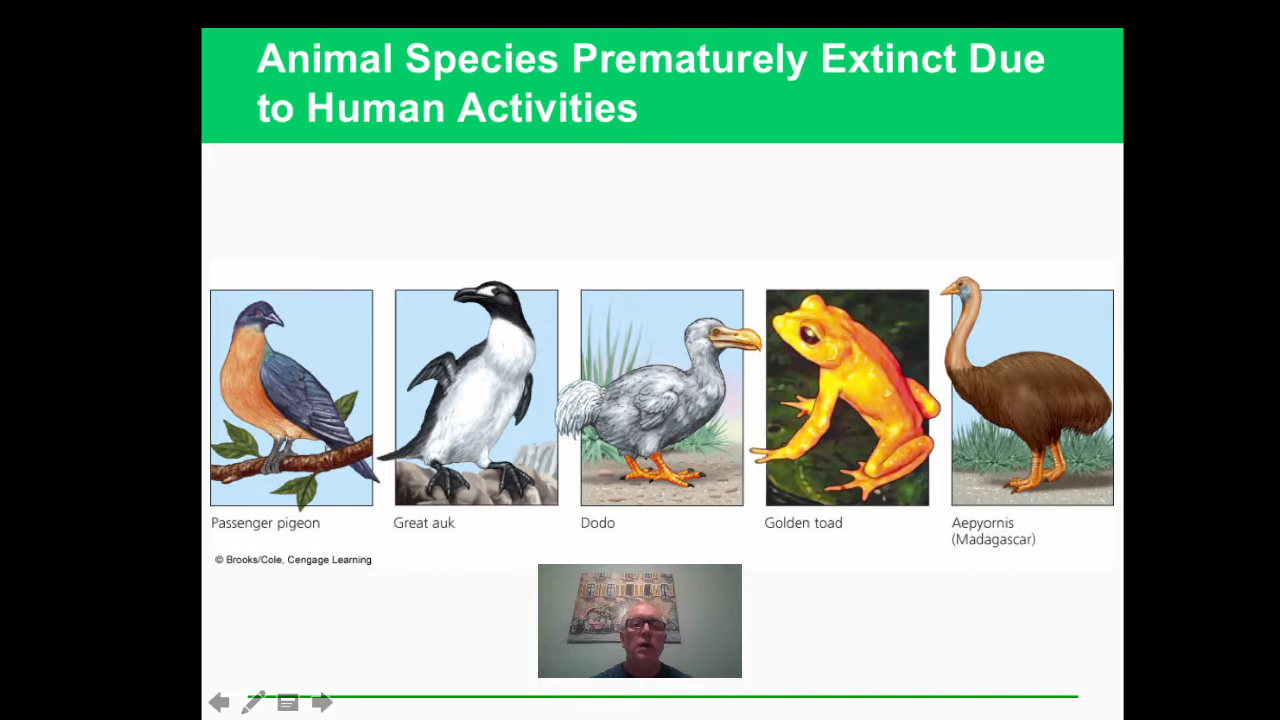 Animal Species Prematurely Extinct Due
to Human Activities
Passenger pigeon
Great auk
Dodo
Golden toad
Aepyornis
(Madagascar)
© Brooks/Cole, Cengage Learning